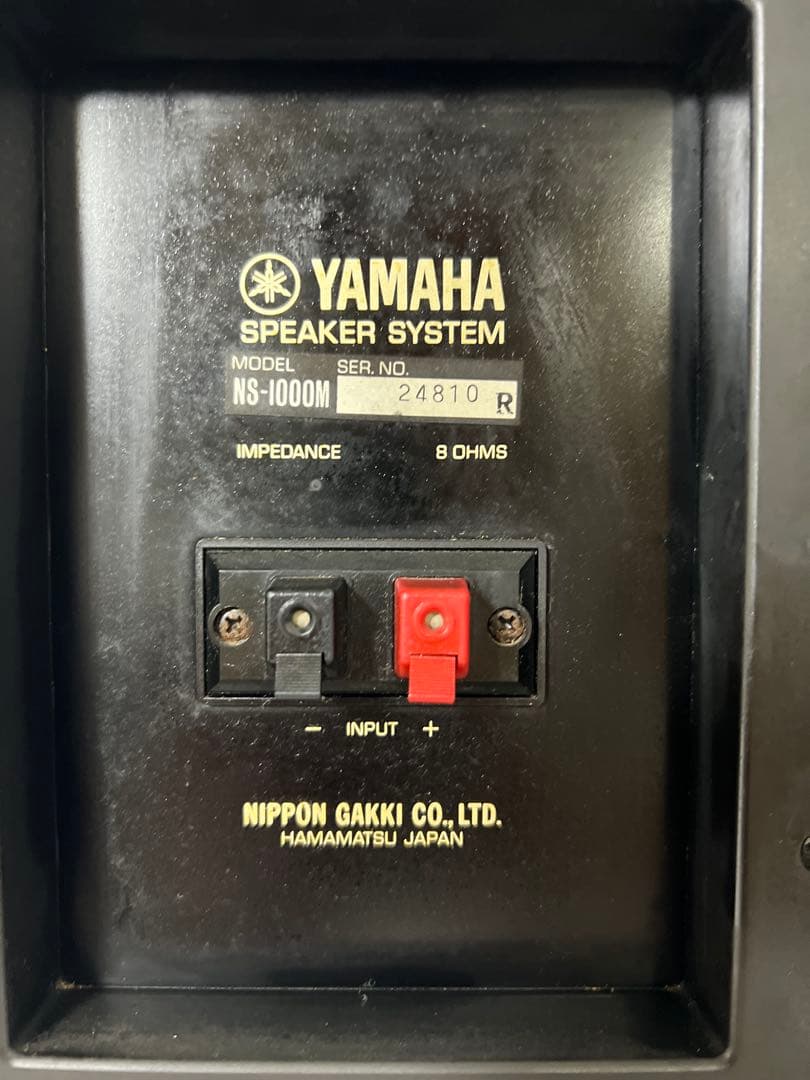 YAMAHA
SPEAKER SYSTEM
MODEL SER. NO.
NS-1000M 24810 R
IMPEDANCE 8 OHMS
− INPUT +
NIPPON GAKKI CO., LTD.
HAMAMATSU JAPAN